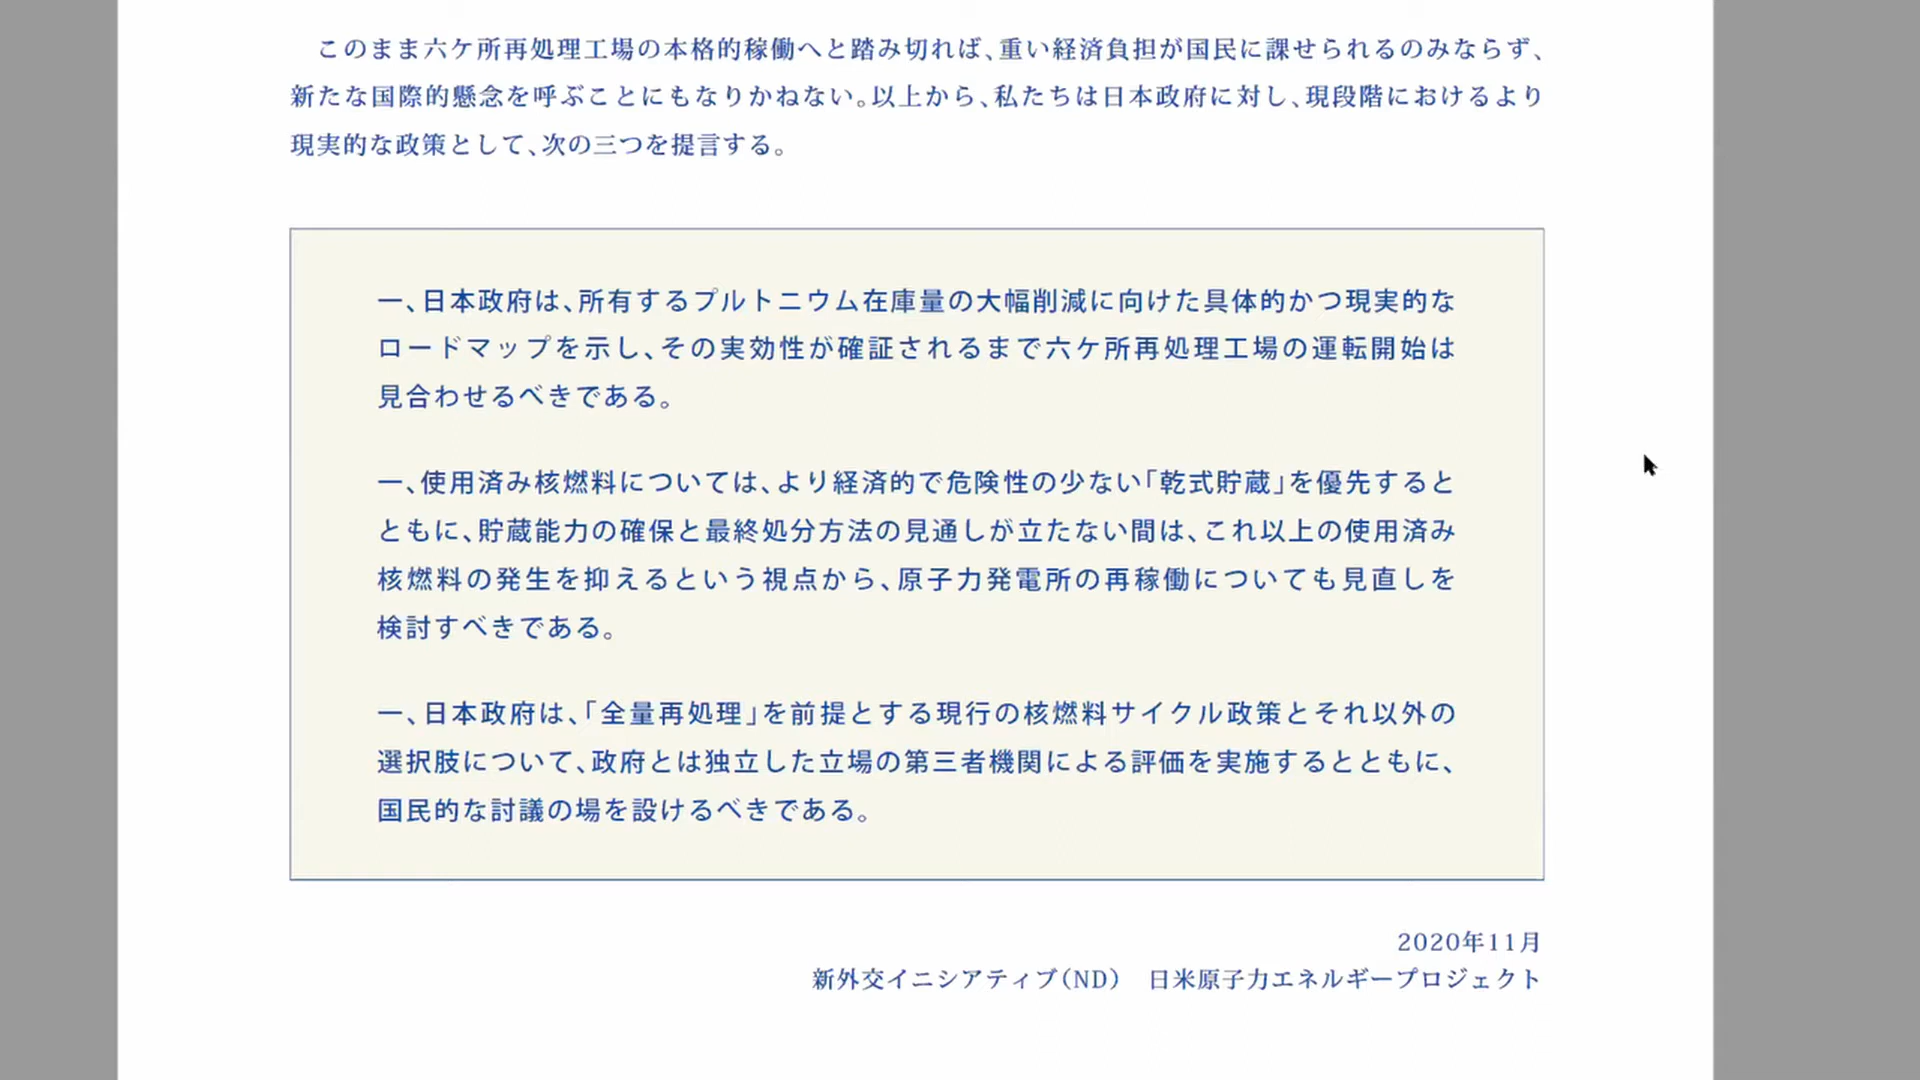 このまま六ケ所再処理工場の本格的稼働へと踏み切れば、重い経済負担が国民に課せられるのみならず、
新たな国際的懸念を呼ぶことにもなりかねない。以上から、私たちは日本政府に対し、現段階におけるより
現実的な政策として、次の三つを提言する。
一、日本政府は、所有するプルトニウム在庫量の大幅削減に向けた具体的かつ現実的な
ロードマップを示し、その実効性が確証されるまで六ケ所再処理工場の運転開始は
見合わせるべきである。
一、使用済み核燃料については、より経済的で危険性の少ない「乾式貯蔵」を優先すると
ともに、貯蔵能力の確保と最終処分方法の見通しが立たない間は、これ以上の使用済み
核燃料の発生を抑えるという視点から、原子力発電所の再稼働についても見直しを
検討すべきである。
一、日本政府は、「全量再処理」を前提とする現行の核燃料サイクル政策とそれ以外の
選択肢について、政府とは独立した立場の第三者機関による評価を実施するとともに、
国民的な討議の場を設けるべきである。
2020年11月
新外交イニシアティブ(ND)　日米原子力エネルギープロジェクト